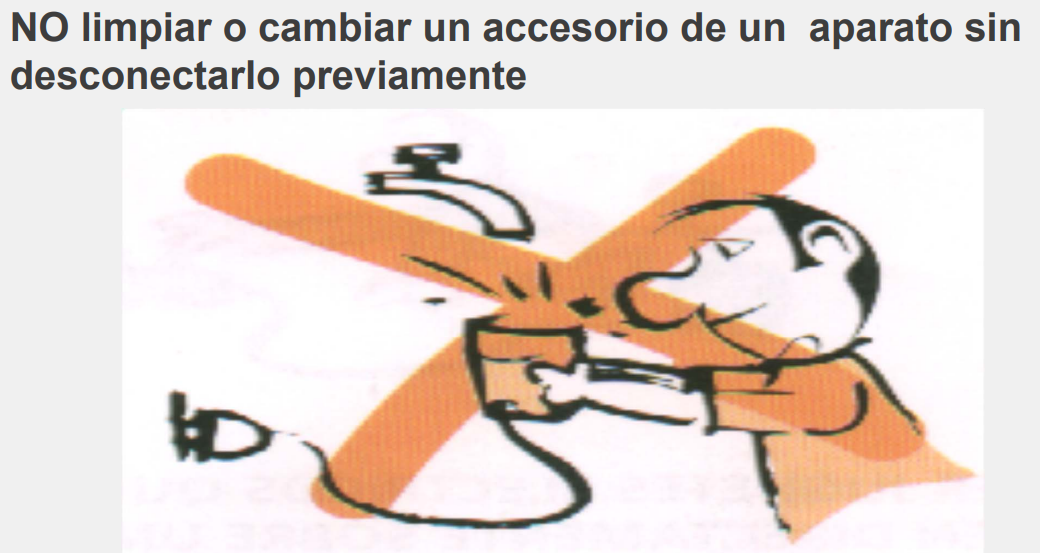 NO limpiar o cambiar un accesorio de un aparato sin
desconectarlo previamente